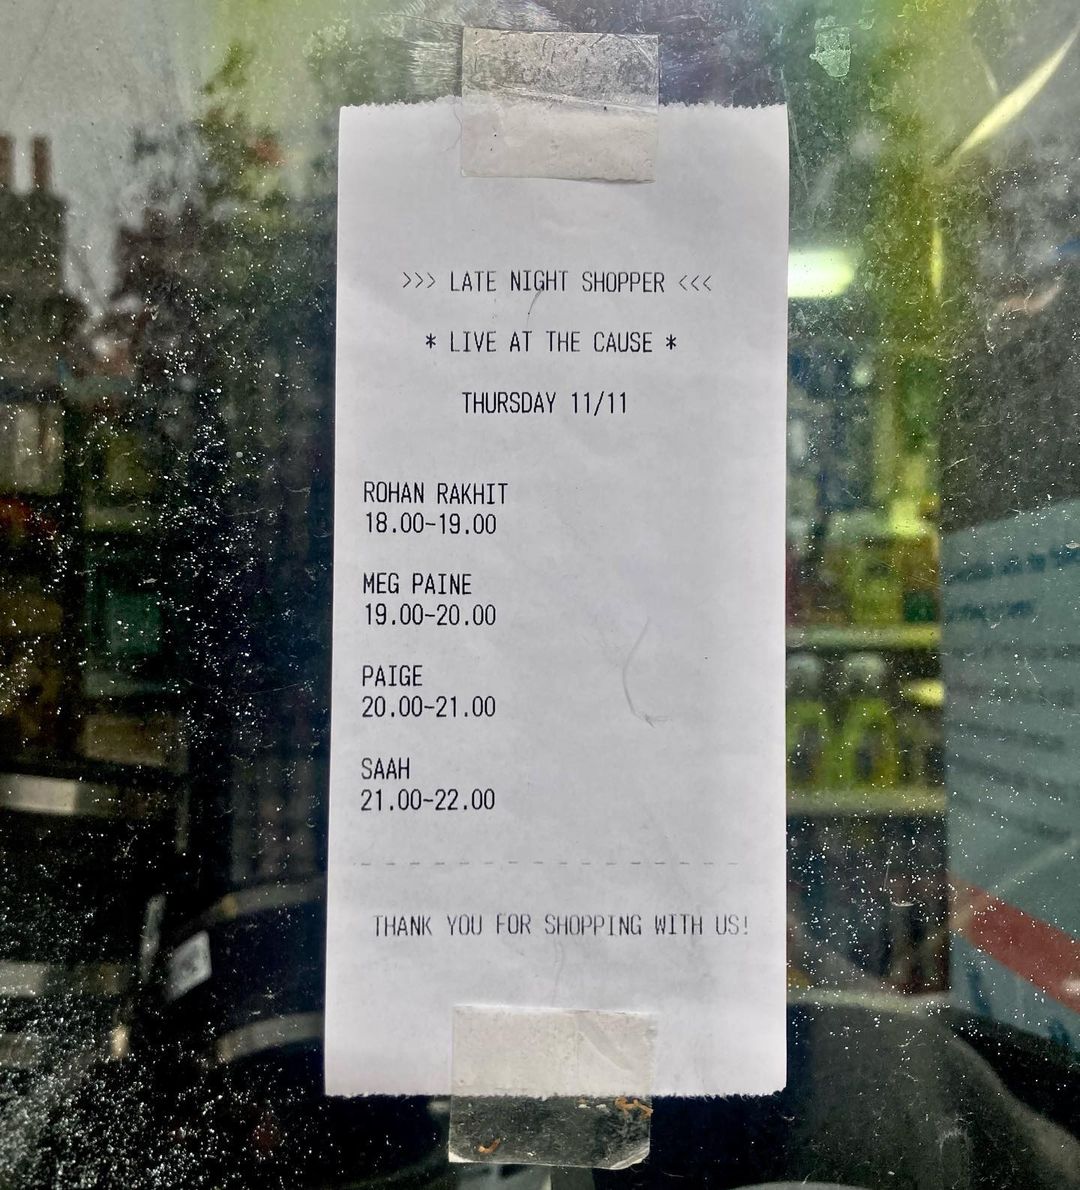 >>> LATE NIGHT SHOPPER <<<
* LIVE AT THE CAUSE *
THURSDAY 11/11
ROHAN RAKHIT
18.00-19.00
MEG PAINE
19.00-20.00
PAIGE
20.00-21.00
SAAH
21.00-22.00
THANK YOU FOR SHOPPING WITH US!